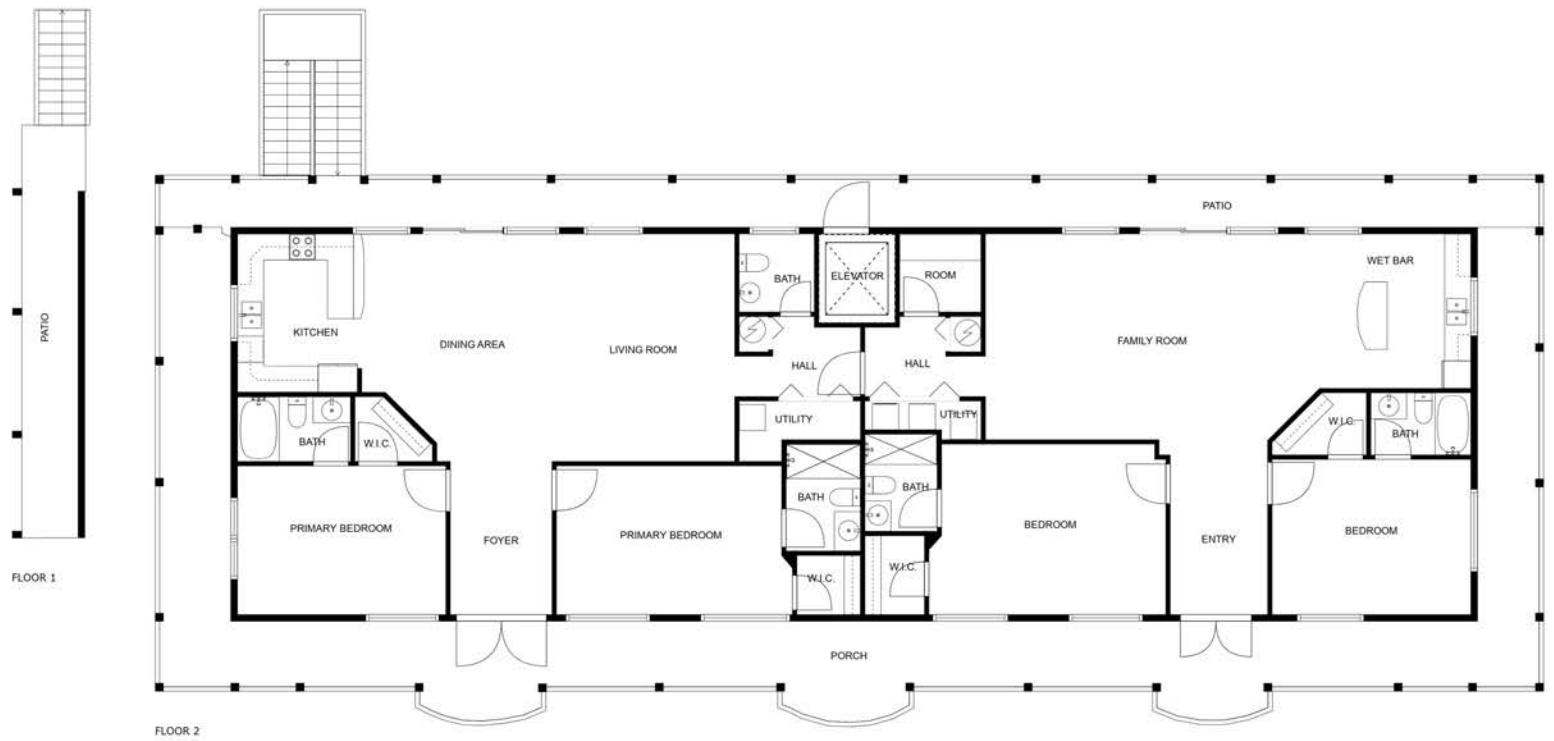 PATIO
FLOOR 1
PATIO
KITCHEN
DINING AREA
LIVING ROOM
BATH
ELEVATOR
ROOM
HALL
HALL
UTILITY
UTILITY
FAMILY ROOM
WET BAR
BATH
W.I.C.
PRIMARY BEDROOM
FOYER
PRIMARY BEDROOM
BATH
W.I.C.
BATH
W.I.C.
BEDROOM
ENTRY
W.I.C.
BATH
BEDROOM
PORCH
FLOOR 2